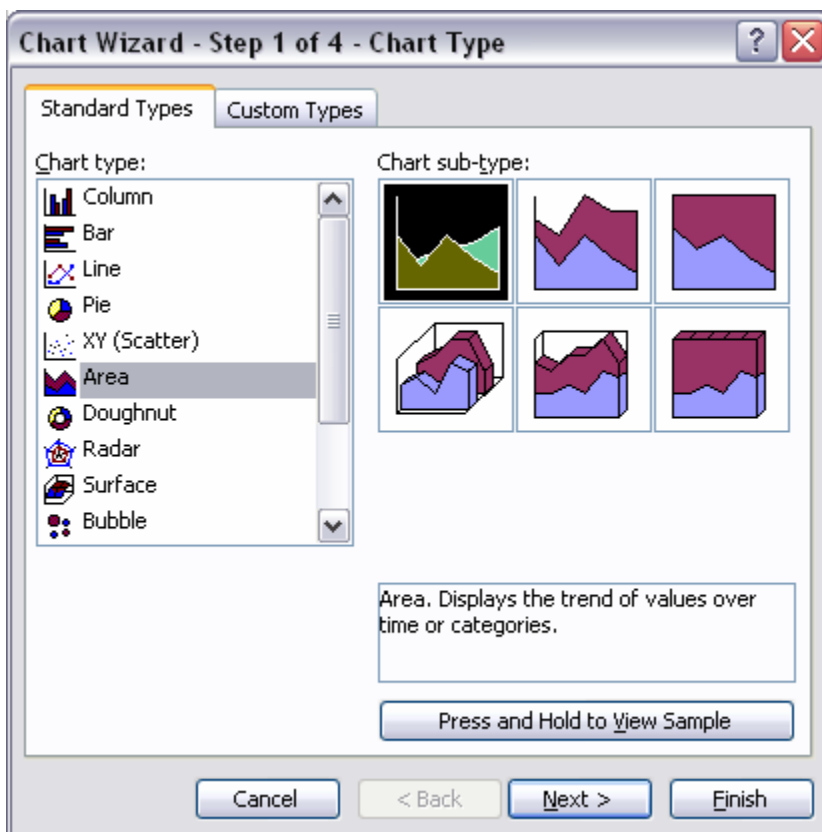 Chart Wizard - Step 1 of 4 - Chart Type
Standard Types
Custom Types
Chart type:
Column
Bar
Line
Pie
XY (Scatter)
Area
Doughnut
Radar
Surface
Bubble
Chart sub-type:
Area. Displays the trend of values over
time or categories.
Press and Hold to View Sample
Cancel
< Back
Next >
Finish